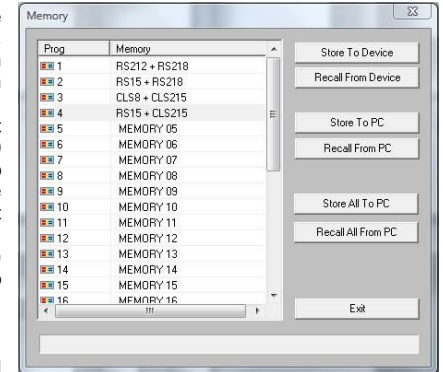 Memory
Prog Memory
1 RS212 + RS218
2 RS15 + RS218
3 CLS8 + CLS215
4 RS15 + CLS215
5 MEMORY 05
6 MEMORY 06
7 MEMORY 07
8 MEMORY 08
9 MEMORY 09
10 MEMORY 10
11 MEMORY 11
12 MEMORY 12
13 MEMORY 13
14 MEMORY 14
15 MEMORY 15
16 MEMORY 16
Store To Device
Recall From Device
Store To PC
Recall From PC
Store All To PC
Recall All From PC
Exit